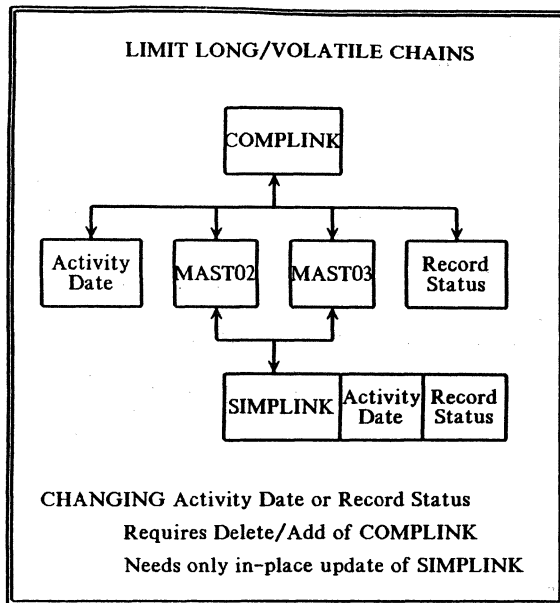 LIMIT LONG/VOLATILE CHAINS
COMPLINK
Activity
Date
MAST02
MAST03
Record
Status
SIMPLINK
Activity
Date
Record
Status
CHANGING Activity Date or Record Status
Requires Delete/Add of COMPLINK
Needs only in-place update of SIMPLINK